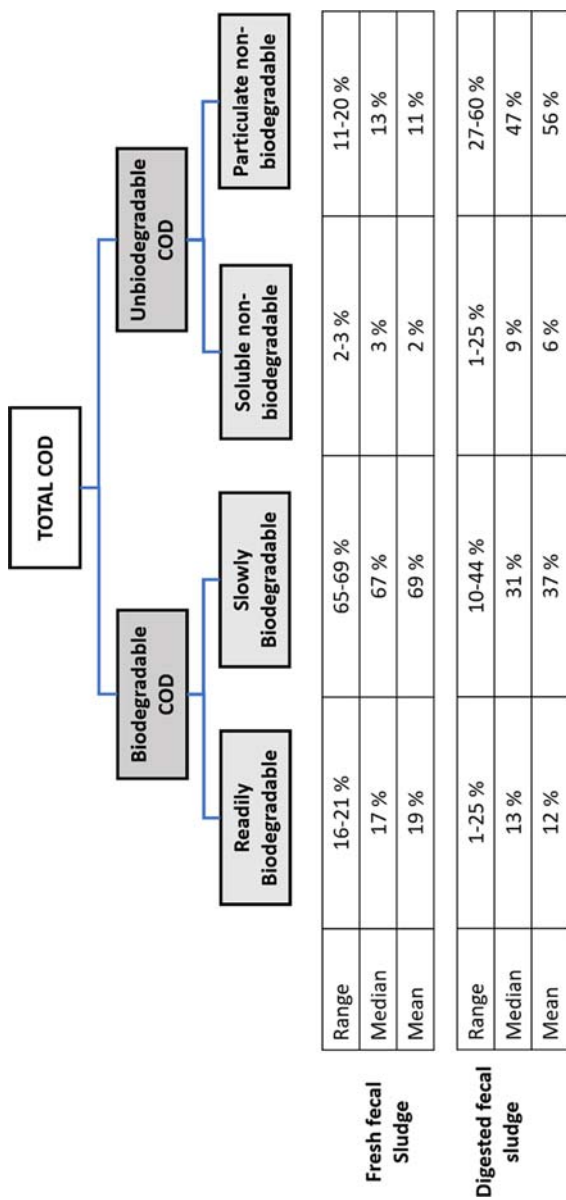 TOTAL COD
Biodegradable
COD
Unbiodegradable
COD
Readily
Biodegradable
Slowly
Biodegradable
Soluble non-
biodegradable
Particulate non-
biodegradable
Fresh fecal
Sludge
Range 16-21 % 65-69 % 2-3 % 11-20 %
Median 17 % 67 % 3 % 13 %
Mean 19 % 69 % 2 % 11 %
Digested fecal
sludge
Range 1-25 % 10-44 % 1-25 % 27-60 %
Median 13 % 31 % 9 % 47 %
Mean 12 % 37 % 6 % 56 %